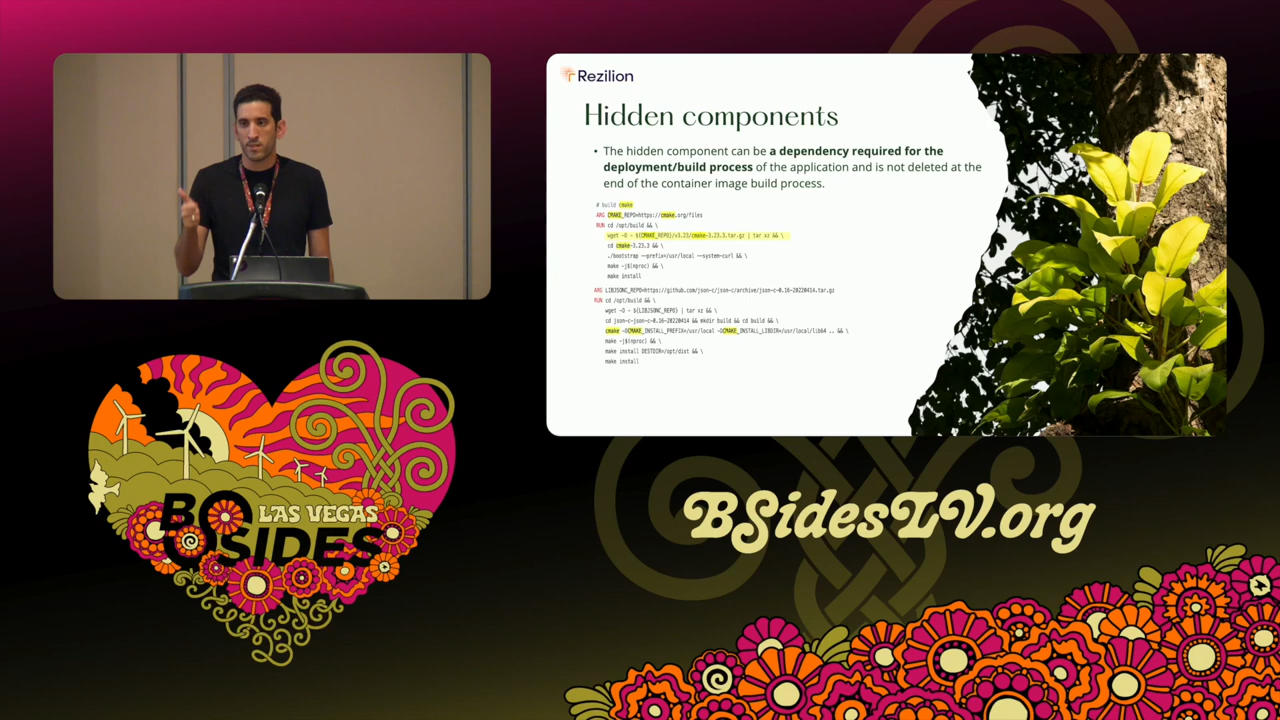 Rezilion
Hidden components
• The hidden component can be a dependency required for the
deployment/build process of the application and is not deleted at the
end of the container image build process.
# build cmake
ARG CMAKE_REPO=https://cmake.org/files
RUN cd /opt/build && \
wget -O - ${CMAKE_REPO}/v3.23/cmake-3.23.3.tar.gz | tar xz && \
cd cmake-3.23.3 && \
./bootstrap --prefix=/usr/local --system-curl && \
make -j$(nproc) && \
make install
ARG LIBJSONC_REPO=https://github.com/json-c/json-c/archive/json-c-0.16-20220414.tar.gz
RUN cd /opt/build && \
wget -O - ${LIBJSONC_REPO} | tar xz && \
cd json-c-json-c-0.16-20220414 && mkdir build && cd build && \
cmake -DCMAKE_INSTALL_PREFIX=/usr/local -DCMAKE_INSTALL_LIBDIR=/usr/local/lib64 .. && \
make -j$(nproc) && \
make install DESTDIR=/opt/dist && \
make install
LAS VEGAS
BSIDES
BSidesLV.org